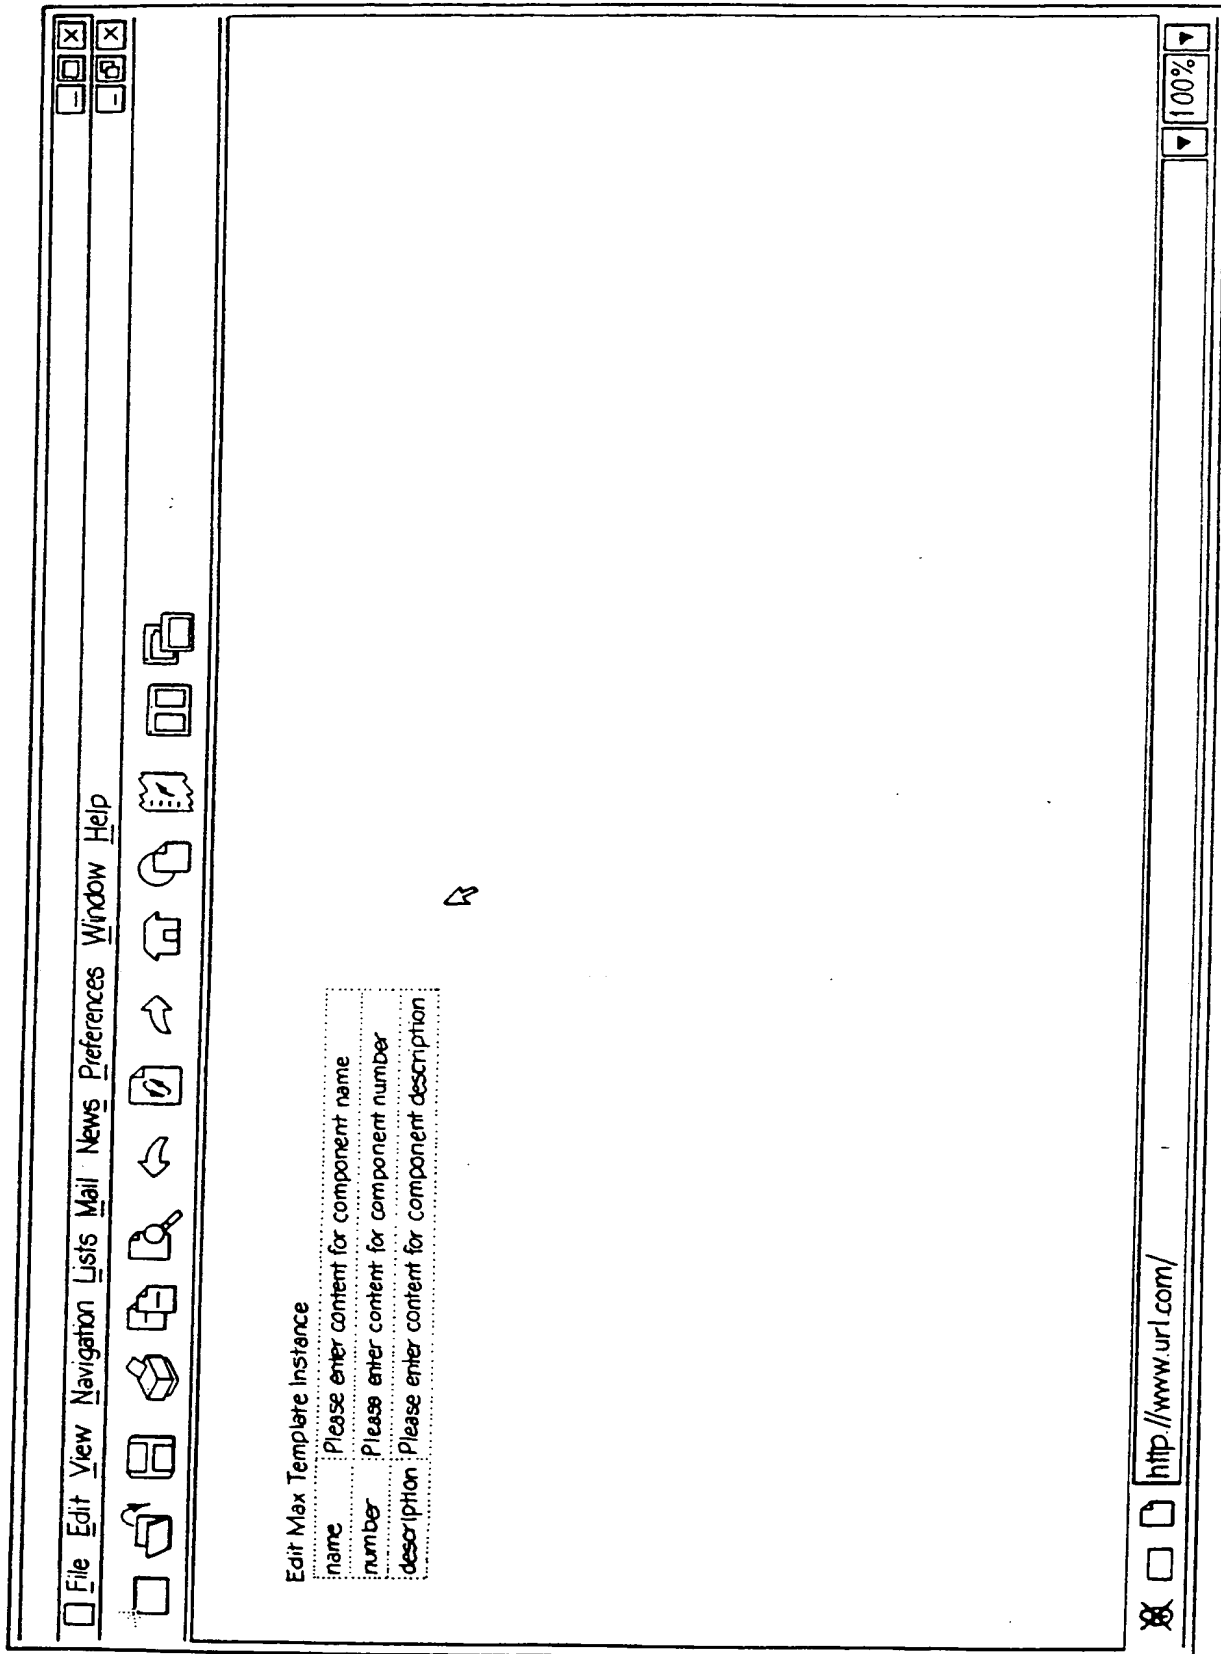 File Edit View Navigation Lists Mail News Preferences Window Help
Edit Max Template Instance
name Please enter content for component name
number Please enter content for component number
description Please enter content for component description
http://www.url.com/ 100%